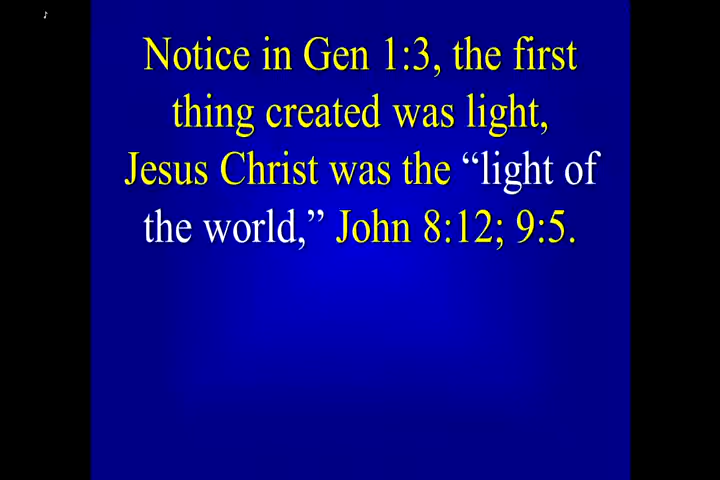 ♪
Notice in Gen 1:3, the first
thing created was light,
Jesus Christ was the “light of
the world,” John 8:12; 9:5.